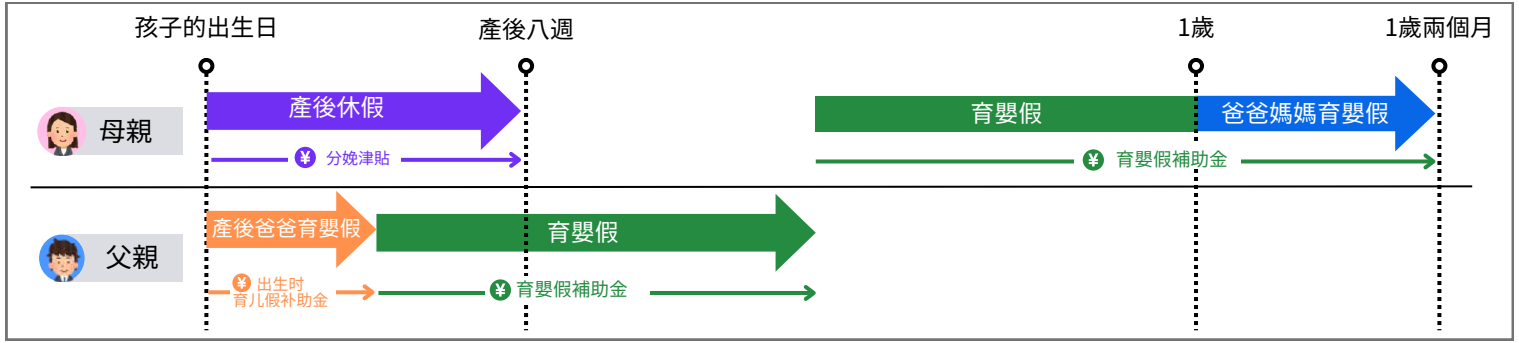 孩子的出生日
產後八週
1歲
1歲兩個月
母親
產後休假
育嬰假
爸爸媽媽育嬰假
¥ 分娩津貼
¥ 育嬰假補助金
父親
產後爸爸育嬰假
育嬰假
¥ 出生时
育儿假补助金
¥ 育嬰假補助金